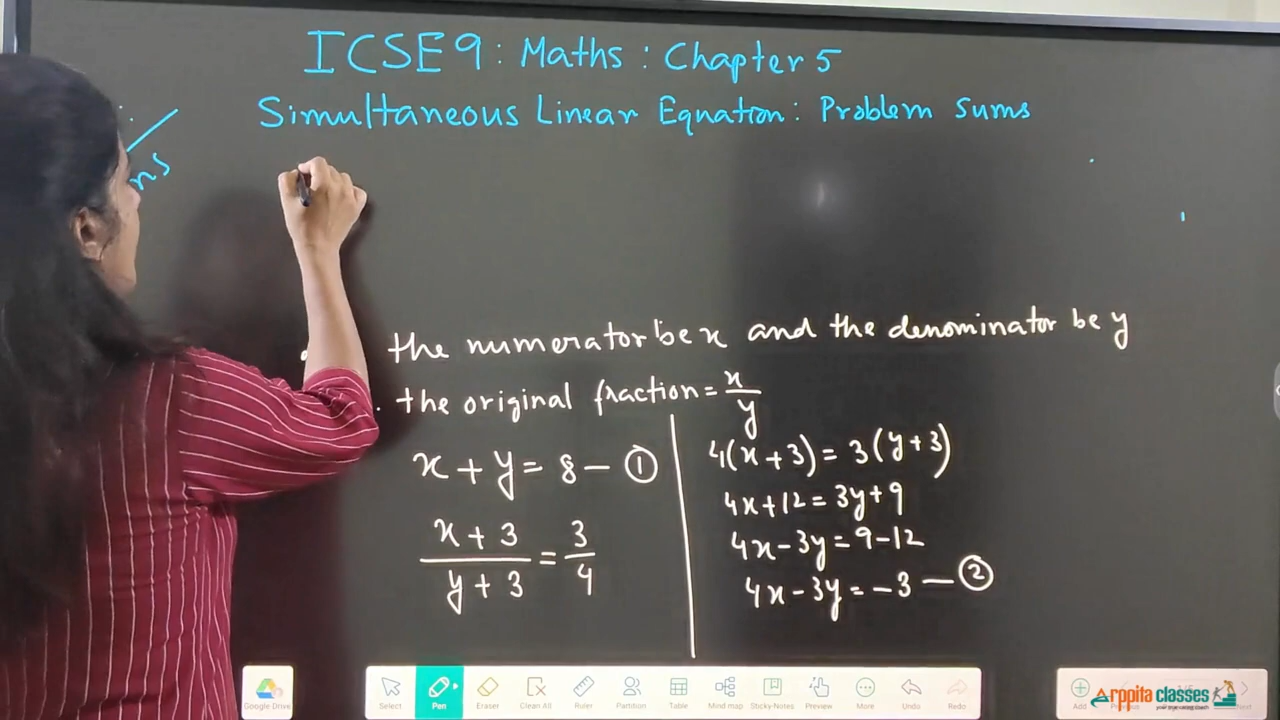 ICSE 9: Maths: Chapter 5
Simultaneous Linear Equation: Problem Sums
ns
the numerator be x and the denominator be y
the original fraction = x/y
x + y = 8 — ①
(x + 3)/(y + 3) = 3/4
4(x + 3) = 3(y + 3)
4x + 12 = 3y + 9
4x - 3y = 9 - 12
4x - 3y = -3 — ②
Google Drive
Select Pen Eraser Clean All Ruler Partition Table Mind map Sticky-Notes Preview More Undo Redo
Add
Arppita classes